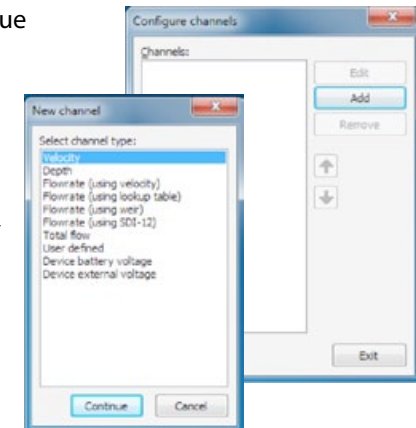 ue
Configure channels
Channels:
Edit
Add
Remove
Exit
New channel
Select channel type:
Velocity
Depth
Flowrate (using velocity)
Flowrate (using lookup table)
Flowrate (using weir)
Flowrate (using SDI-12)
Total flow
User defined
Device battery voltage
Device external voltage
Continue
Cancel